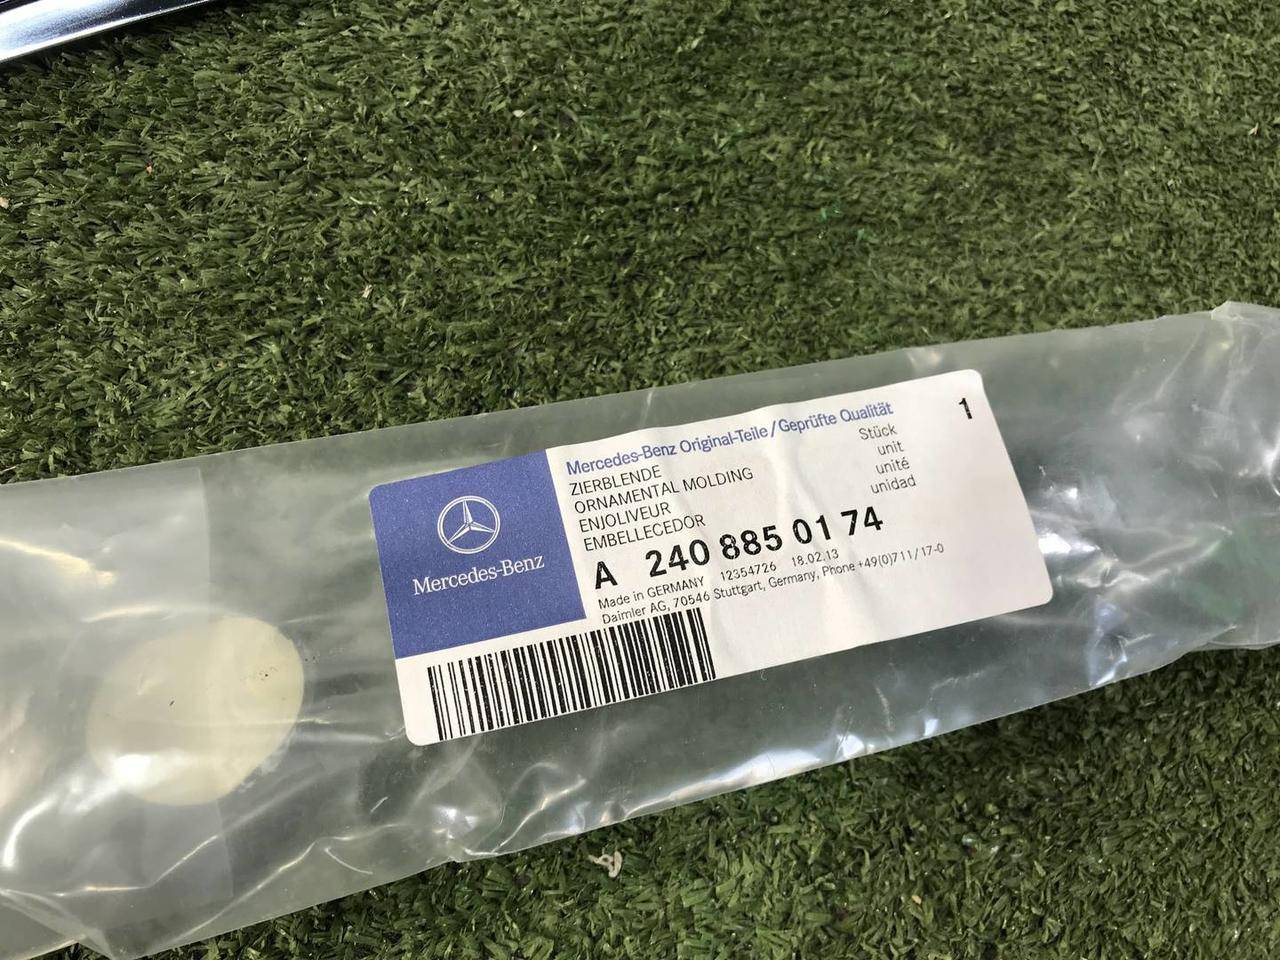 Mercedes-Benz
Mercedes-Benz Original-Teile/Geprüfte Qualität
ZIERBLENDE
ORNAMENTAL MOLDING
ENJOLIVEUR
EMBELLECEDOR
Stück
unit
unité
unidad
1
A 240 885 01 74
Made in GERMANY 12354726 18.02.13
Daimler AG, 70546 Stuttgart, Germany, Phone +49(0)711/17-0